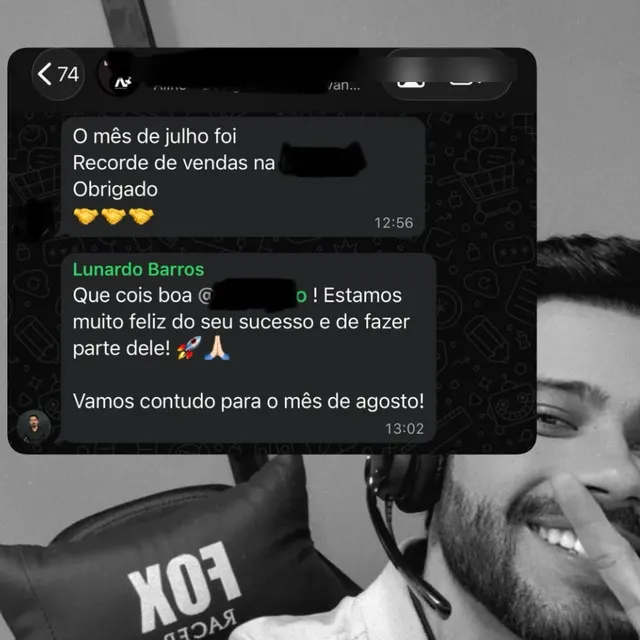 74
O mês de julho foi
Recorde de vendas na
Obrigado
🤝🤝🤝
12:56
Lunardo Barros
Que cois boa @ o ! Estamos
muito feliz do seu sucesso e de fazer
parte dele! 🚀🙏🏻
Vamos contudo para o mês de agosto!
13:02
FOX
RACER